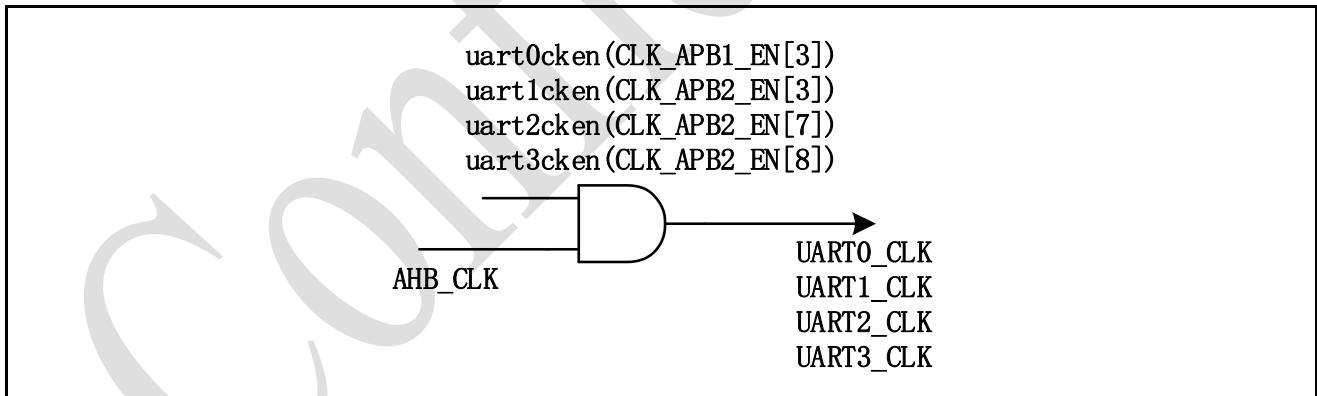 uart0cken(CLK_APB1_EN[3])
uart1cken(CLK_APB2_EN[3])
uart2cken(CLK_APB2_EN[7])
uart3cken(CLK_APB2_EN[8])
AHB_CLK
UART0_CLK
UART1_CLK
UART2_CLK
UART3_CLK